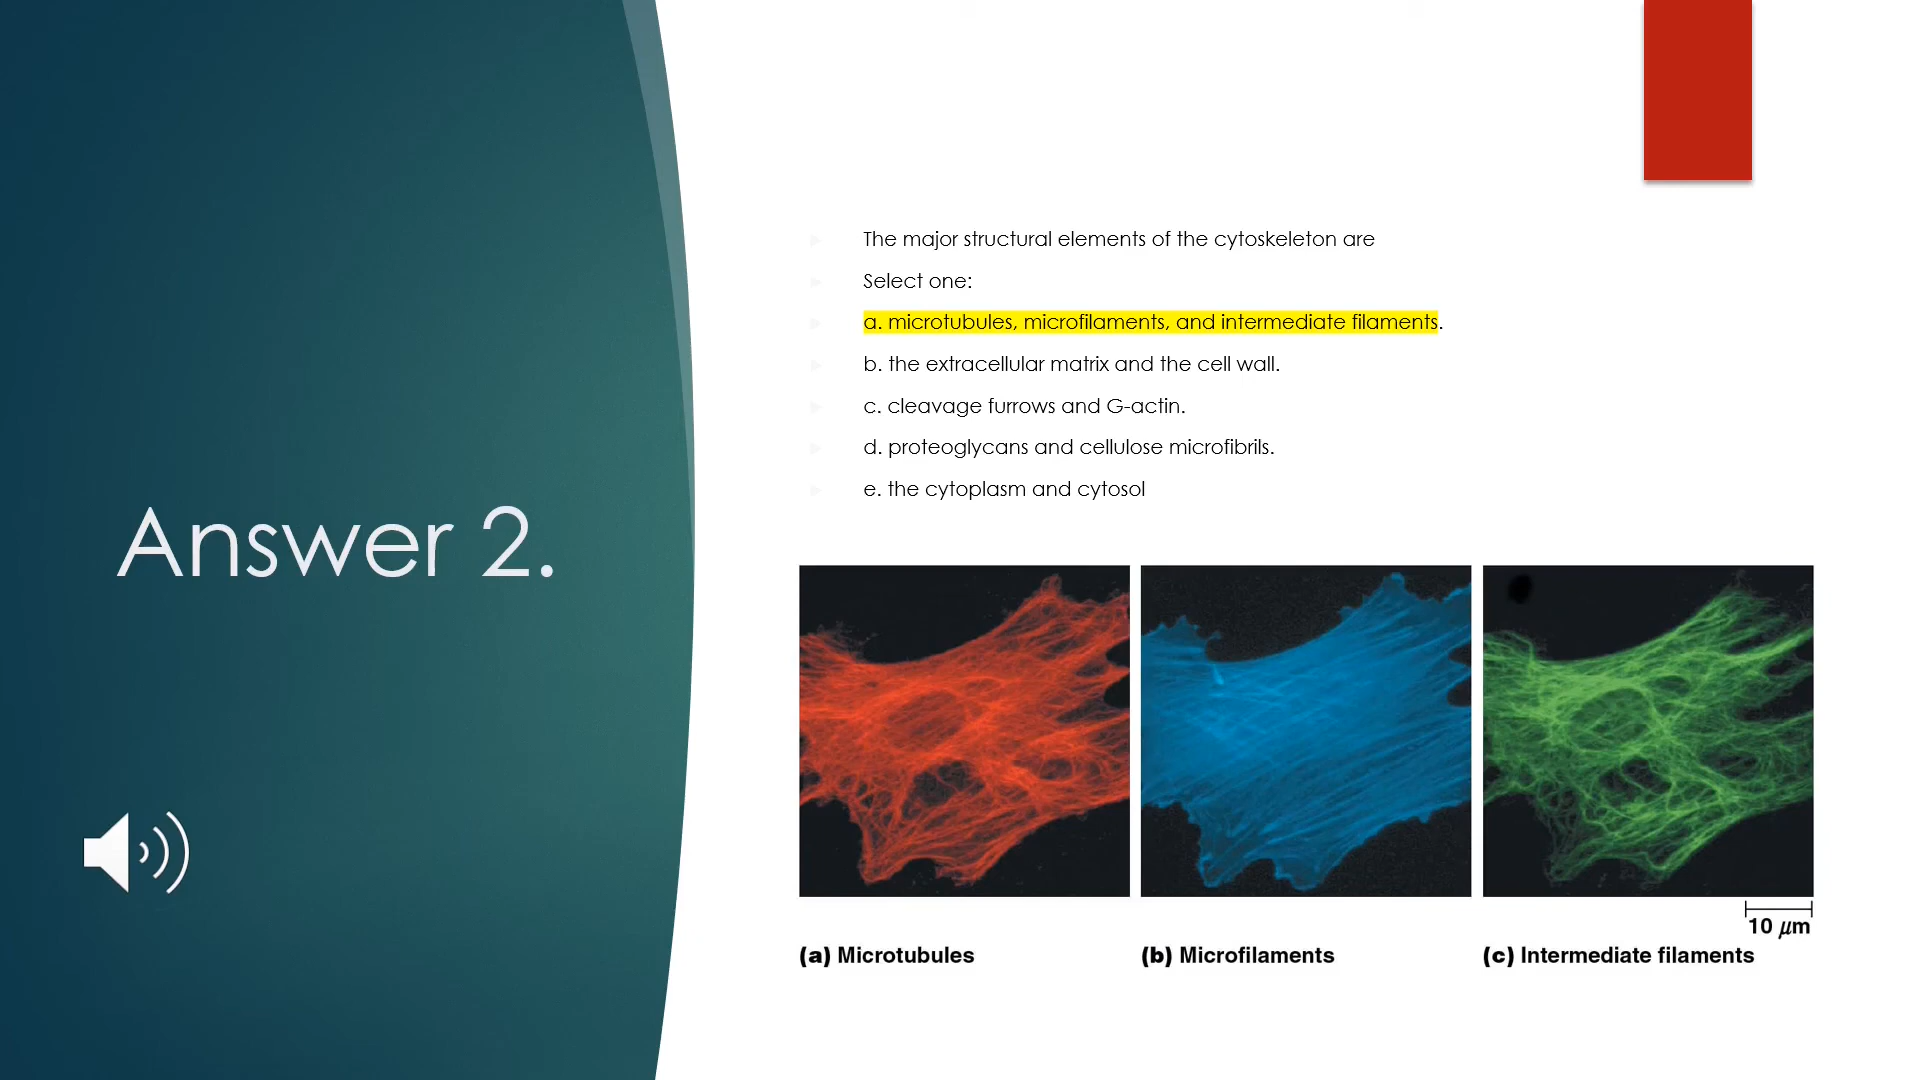 Answer 2.
The major structural elements of the cytoskeleton are
Select one:
a. microtubules, microfilaments, and intermediate filaments.
b. the extracellular matrix and the cell wall.
c. cleavage furrows and G-actin.
d. proteoglycans and cellulose microfibrils.
e. the cytoplasm and cytosol
10 μm
(a) Microtubules
(b) Microfilaments
(c) Intermediate filaments